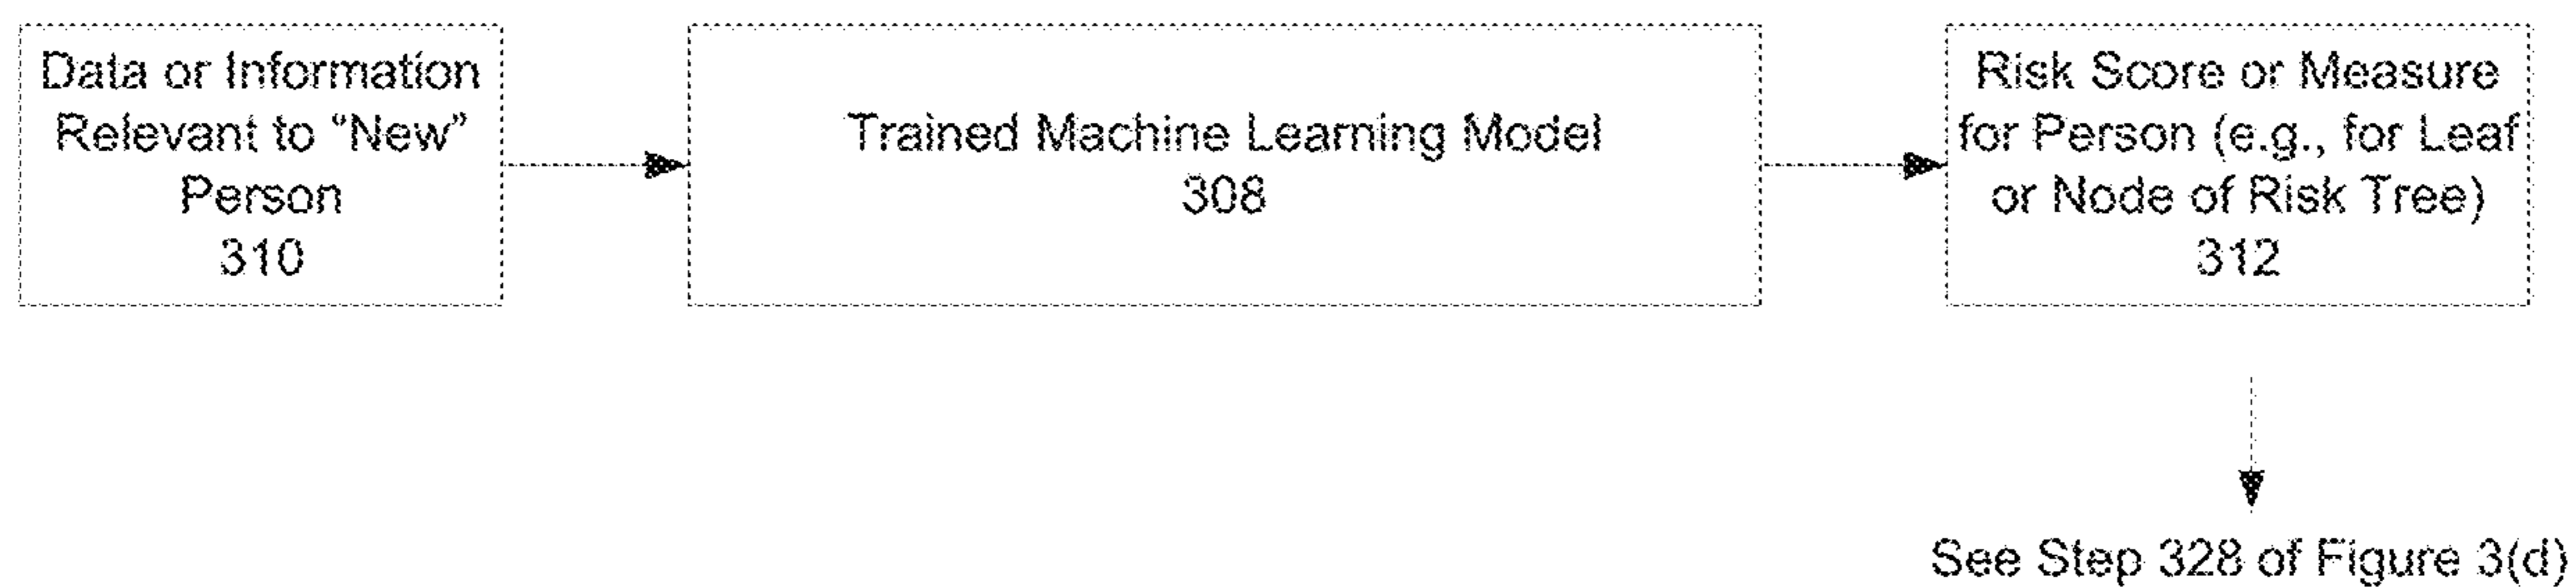 Data or Information
Relevant to “New”
Person
310
Trained Machine Learning Model
308
Risk Score or Measure
for Person (e.g., for Leaf
or Node of Risk Tree)
312
See Step 328 of Figure 3(d)